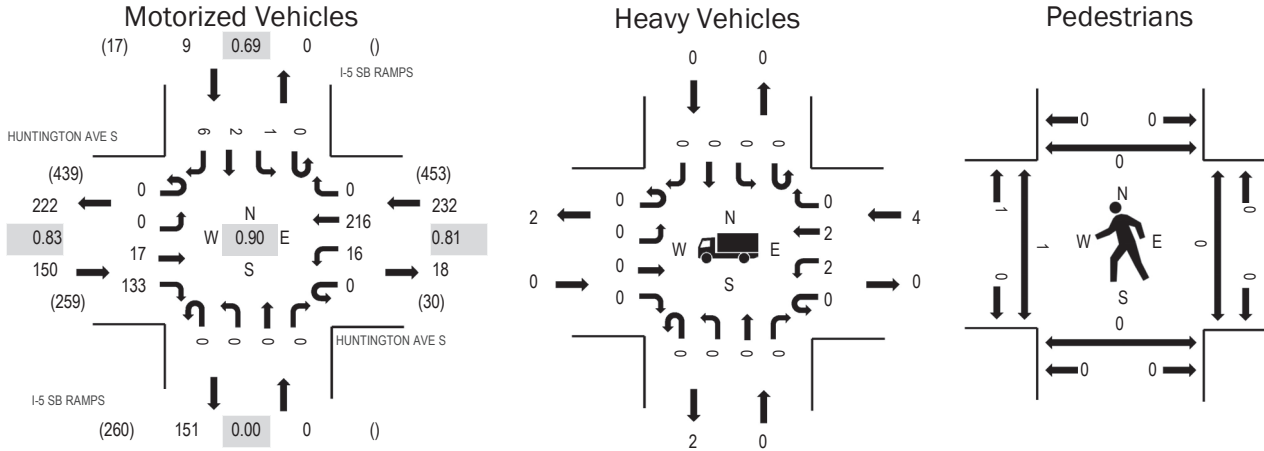 Motorized Vehicles
Heavy Vehicles
Pedestrians
(17) 9 0.69 0 ()
I-5 SB RAMPS
HUNTINGTON AVE S
6 2 1 0
(439) 0 0 (453)
222 0 N 216 232
0.83 W 0.90 E 0.81
150 17 S 16 18
(259) 133 0 (30)
0 0 0 0
HUNTINGTON AVE S
I-5 SB RAMPS
(260) 151 0.00 0 ()
0 0
0 0 0 0
0 0
2 0 N 2 4
W E
0 0 S 2 0
0 0
0 0 0 0
2 0
0 0
0
1 N 0
W 1 E 0
0 S 0
0
0 0